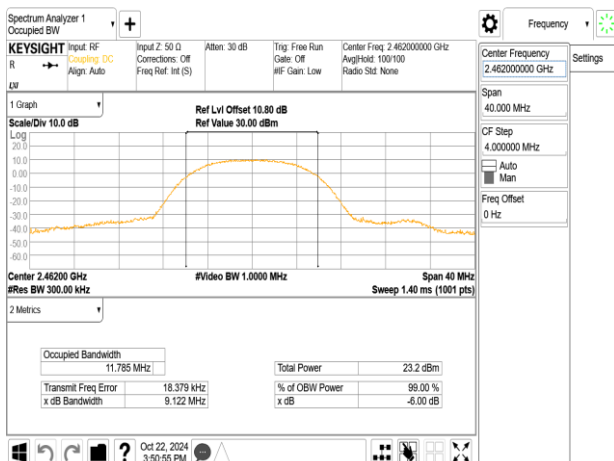 Spectrum Analyzer 1
Occupied BW
Frequency
KEYSIGHT
R
Input: RF
Coupling: DC
Align: Auto
Input Z: 50 Ω
Corrections: Off
Freq Ref: Int (S)
Atten: 30 dB
Trig: Free Run
Gate: Off
#IF Gain: Low
Center Freq: 2.462000000 GHz
Avg|Hold: 100/100
Radio Std: None
Center Frequency
2.462000000 GHz
Settings
Span
40.000 MHz
CF Step
4.000000 MHz
Auto
Man
Freq Offset
0 Hz
1 Graph
Scale/Div 10.0 dB
Ref Lvl Offset 10.80 dB
Ref Value 30.00 dBm
Log
20.0
10.0
0.00
-10.0
-20.0
-30.0
-40.0
-50.0
-60.0
Center 2.46200 GHz
#Video BW 1.0000 MHz
Span 40 MHz
#Res BW 300.00 kHz
Sweep 1.40 ms (1001 pts)
2 Metrics
Occupied Bandwidth
11.785 MHz
Total Power 23.2 dBm
Transmit Freq Error 18.379 kHz
% of OBW Power 99.00 %
x dB Bandwidth 9.122 MHz
x dB -6.00 dB
?
Oct 22, 2024
3:50:55 PM